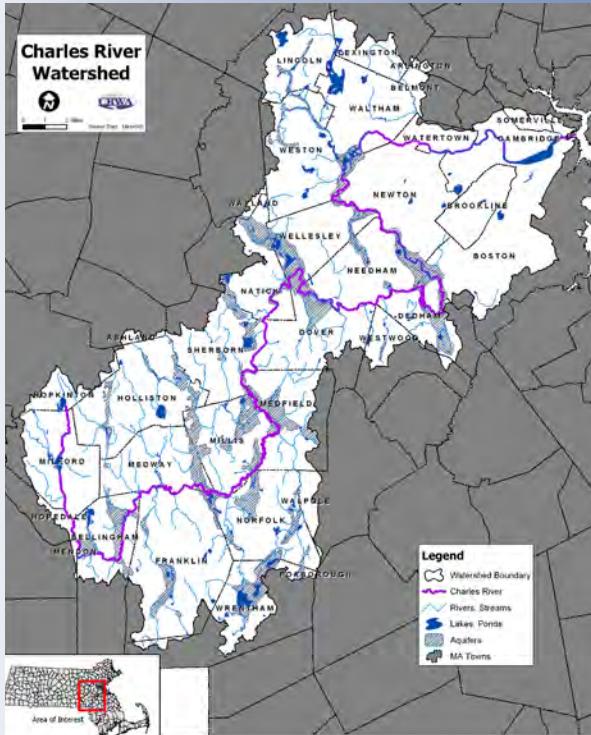 Charles River
Watershed
CRWA
LEXINGTON
LINCOLN
ARLINGTON
BELMONT
WALTHAM
SOMERVILLE
WATERTOWN
CAMBRIDGE
WESTON
NEWTON
WAYLAND
BROOKLINE
WELLESLEY
BOSTON
NEEDHAM
NATICK
DEDHAM
DOVER
ASHLAND
WESTWOOD
SHERBORN
HOPKINTON
HOLLISTON
MEDFIELD
MILLIS
MILFORD
MEDWAY
WALPOLE
HOPEDALE
NORFOLK
BELLINGHAM
MENDON
FRANKLIN
FOXBOROUGH
WRENTHAM
Legend
Watershed Boundary
Charles River
Rivers, Streams
Lakes, Ponds
Aquifers
MA Towns
Area of Interest